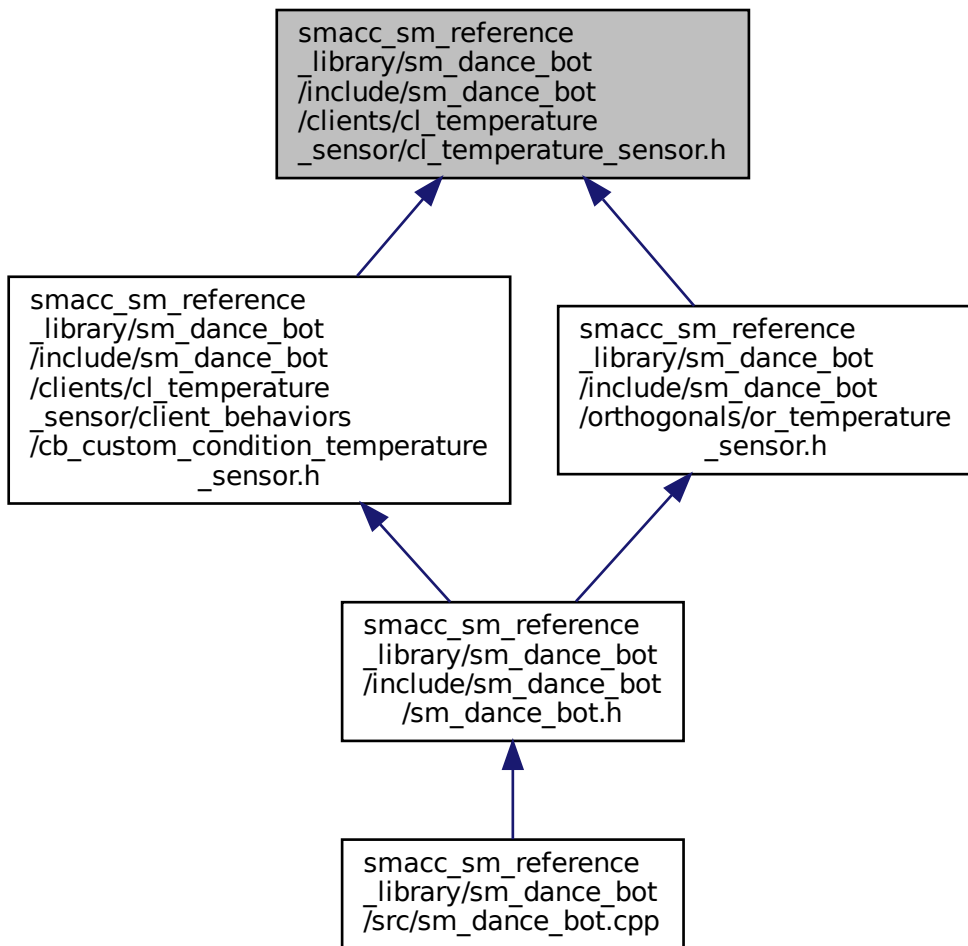 smacc_sm_reference
_library/sm_dance_bot
/include/sm_dance_bot
/clients/cl_temperature
_sensor/cl_temperature_sensor.h
smacc_sm_reference
_library/sm_dance_bot
/include/sm_dance_bot
/clients/cl_temperature
_sensor/client_behaviors
/cb_custom_condition_temperature
_sensor.h
smacc_sm_reference
_library/sm_dance_bot
/include/sm_dance_bot
/orthogonals/or_temperature
_sensor.h
smacc_sm_reference
_library/sm_dance_bot
/include/sm_dance_bot
/sm_dance_bot.h
smacc_sm_reference
_library/sm_dance_bot
/src/sm_dance_bot.cpp